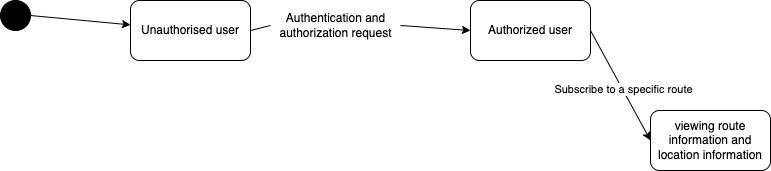 Unauthorised user
Authentication and
authorization request
Authorized user
Subscribe to a specific route
viewing route
information and
location information